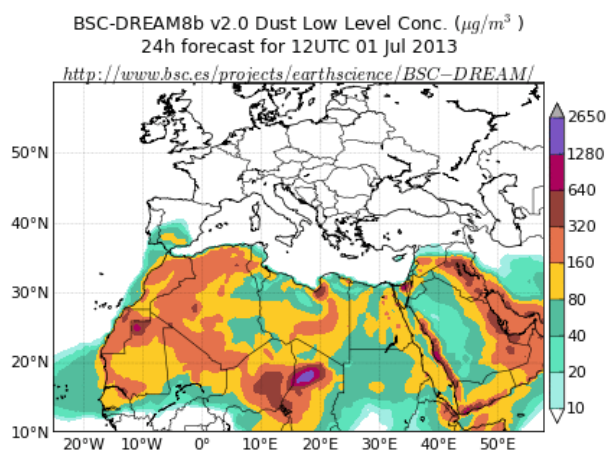 BSC-DREAM8b v2.0 Dust Low Level Conc. (μg/m³ )
24h forecast for 12UTC 01 Jul 2013
http://www.bsc.es/projects/earthscience/BSC−DREAM/
2650
1280
640
320
160
80
40
20
10
50°N
40°N
30°N
20°N
10°N
20°W 10°W 0° 10°E 20°E 30°E 40°E 50°E